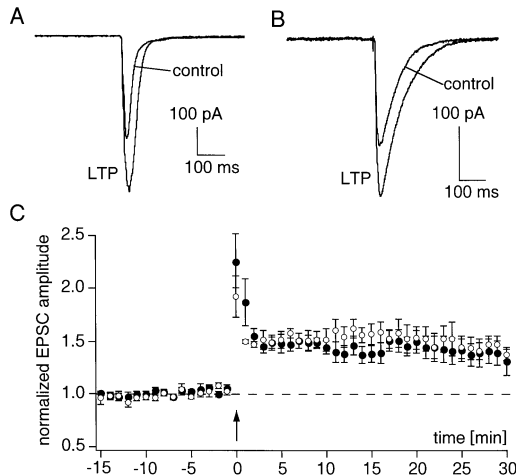 A
control
100 pA
100 ms
LTP
B
control
100 pA
100 ms
LTP
C
normalized EPSC amplitude
2.5
2.0
1.5
1.0
0.5
time [min]
-15 -10 -5 0 5 10 15 20 25 30